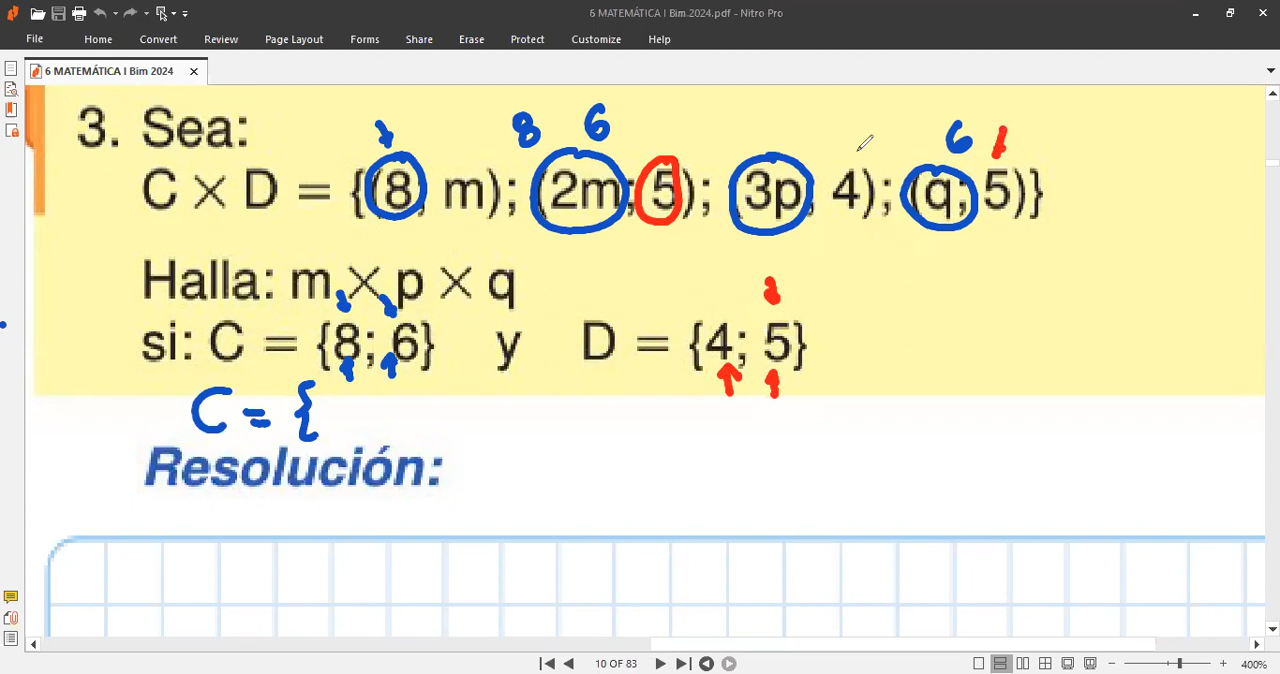 6 MATEMÁTICA I Bim.2024.pdf - Nitro Pro
File Home Convert Review Page Layout Forms Share Erase Protect Customize Help
6 MATEMÁTICA I Bim 2024
8 6 6
3. Sea:
C × D = {(8; m); (2m; 5); (3p; 4); (q; 5)}
Halla: m × p × q
si: C = {8; 6} y D = {4; 5}
C = {
Resolución:
10 OF 83
400%